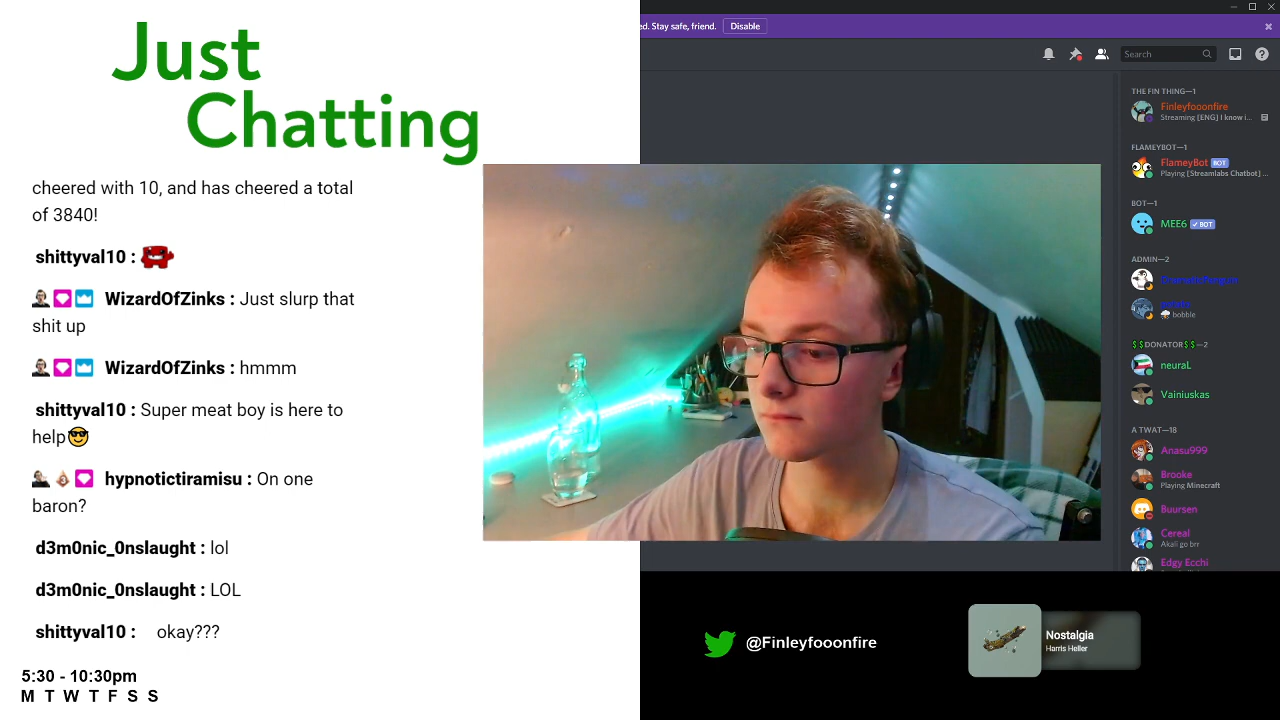 Just
Chatting
cheered with 10, and has cheered a total
of 3840!
shittyval10 :
WizardOfZinks : Just slurp that
shit up
WizardOfZinks : hmmm
shittyval10 : Super meat boy is here to
help
hypnotictiramisu : On one
baron?
d3m0nic_0nslaught : lol
d3m0nic_0nslaught : LOL
shittyval10 : okay???
5:30 - 10:30pm
M T W T F S S
ed. Stay safe, friend. Disable
Search
THE FIN THING—1
Finleyfooonfire
Streaming [ENG] I know i...
FLAMEYBOT—1
FlameyBot BOT
Playing [Streamlabs Chatbot] ...
BOT—1
MEE6 ✓ BOT
ADMIN—2
bobble
$$DONATOR$$—2
neuraL
Vainiuskas
A TWAT—18
Anasu999
Brooke
Playing Minecraft
Buursen
Cereal
Akali go brr
Edgy Ecchi
@Finleyfooonfire
Nostalgia
Harris Heller